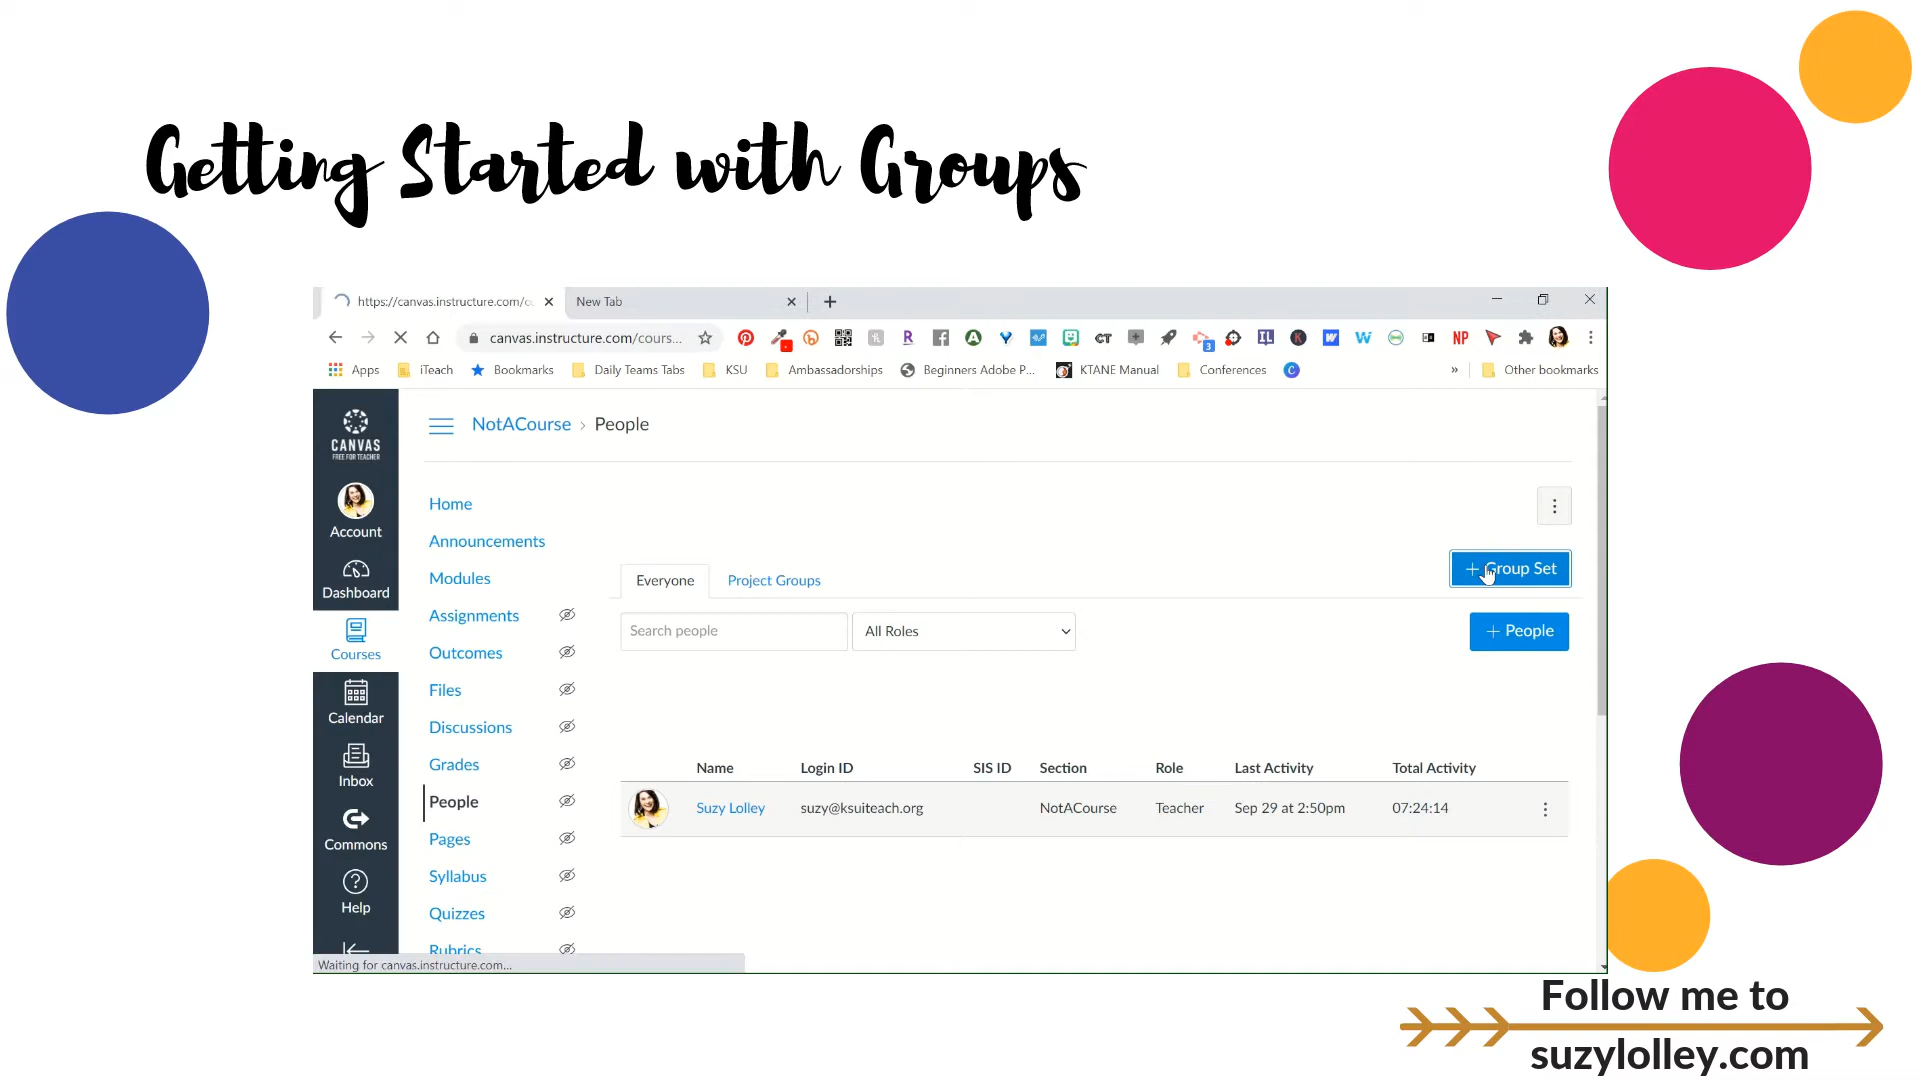 Getting Started with Groups
https://canvas.instructure.com/c
New Tab
canvas.instructure.com/cours...
Apps iTeach Bookmarks Daily Teams Tabs KSU Ambassadorships Beginners Adobe P... KTANE Manual Conferences C » Other bookmarks
CANVAS
FREE FOR TEACHER
Account
Dashboard
Courses
Calendar
Inbox
Commons
Help
NotACourse › People
Home
Announcements
Modules
Assignments
Outcomes
Files
Discussions
Grades
People
Pages
Syllabus
Quizzes
Rubrics
Everyone Project Groups
+ Group Set
Search people All Roles
+ People
Name Login ID SIS ID Section Role Last Activity Total Activity
Suzy Lolley suzy@ksuiteach.org NotACourse Teacher Sep 29 at 2:50pm 07:24:14
Waiting for canvas.instructure.com...
Follow me to
suzylolley.com